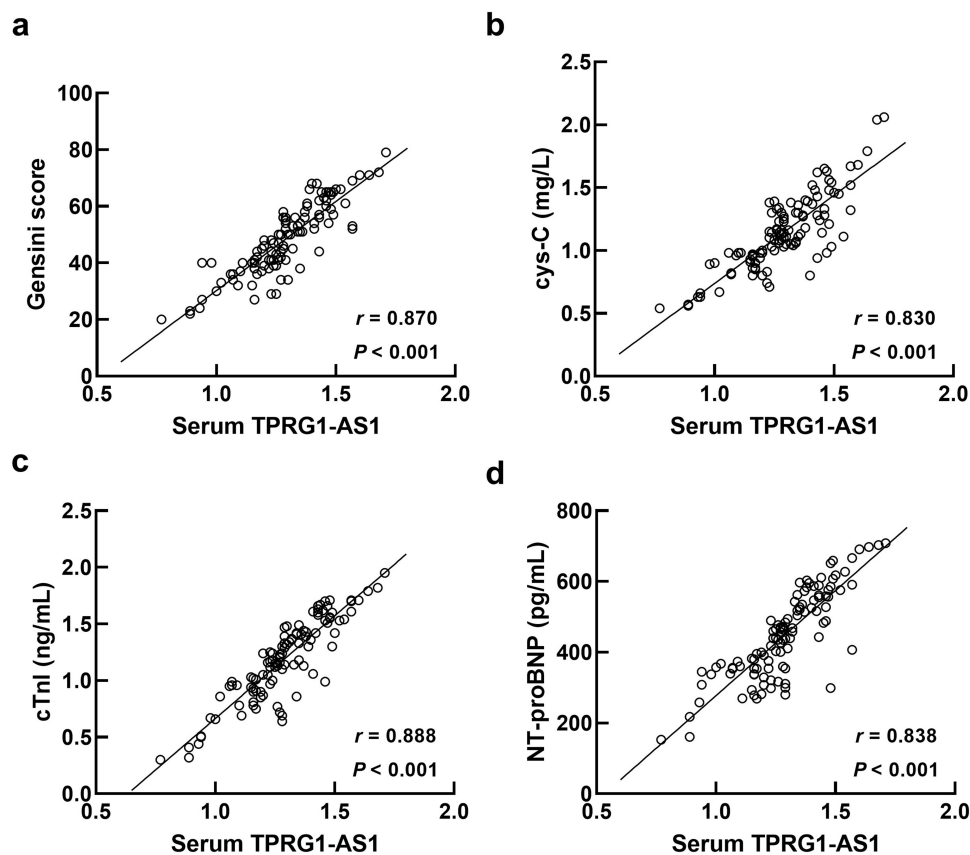 a
Gensini score
100
80
60
40
20
0
0.5 1.0 1.5 2.0
Serum TPRG1-AS1
r = 0.870
P < 0.001
b
cys-C (mg/L)
2.5
2.0
1.5
1.0
0.5
0.0
0.5 1.0 1.5 2.0
Serum TPRG1-AS1
r = 0.830
P < 0.001
c
cTnI (ng/mL)
2.5
2.0
1.5
1.0
0.5
0.0
0.5 1.0 1.5 2.0
Serum TPRG1-AS1
r = 0.888
P < 0.001
d
NT-proBNP (pg/mL)
800
600
400
200
0
0.5 1.0 1.5 2.0
Serum TPRG1-AS1
r = 0.838
P < 0.001